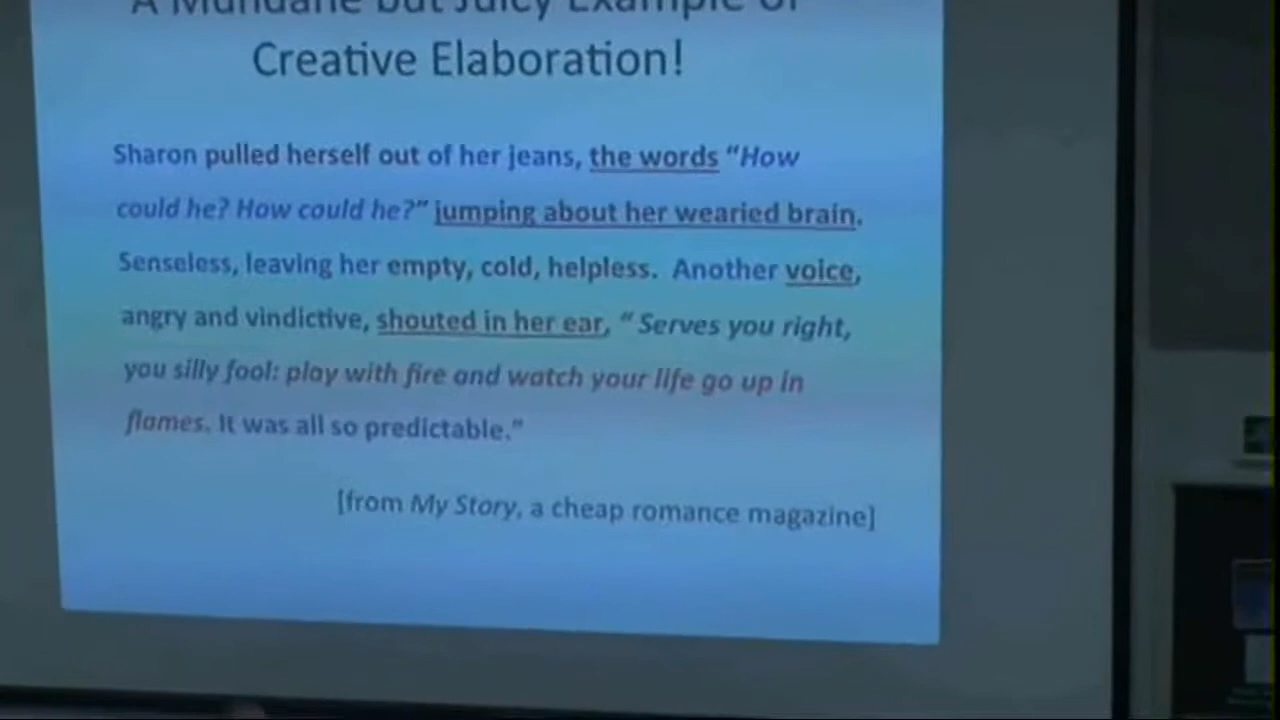 A Mundane but Juicy Example of
Creative Elaboration!
Sharon pulled herself out of her jeans, the words “How
could he? How could he?” jumping about her wearied brain.
Senseless, leaving her empty, cold, helpless. Another voice,
angry and vindictive, shouted in her ear, “Serves you right,
you silly fool: play with fire and watch your life go up in
flames. It was all so predictable.”
[from My Story, a cheap romance magazine]